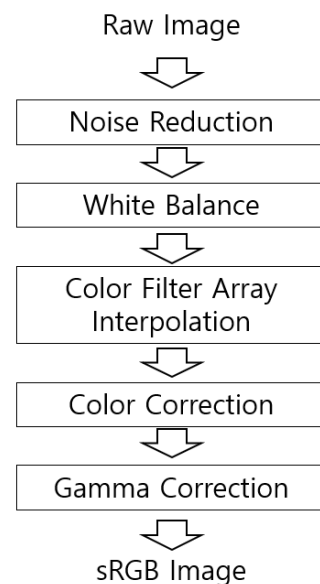 Raw Image
Noise Reduction
White Balance
Color Filter Array
Interpolation
Color Correction
Gamma Correction
sRGB Image